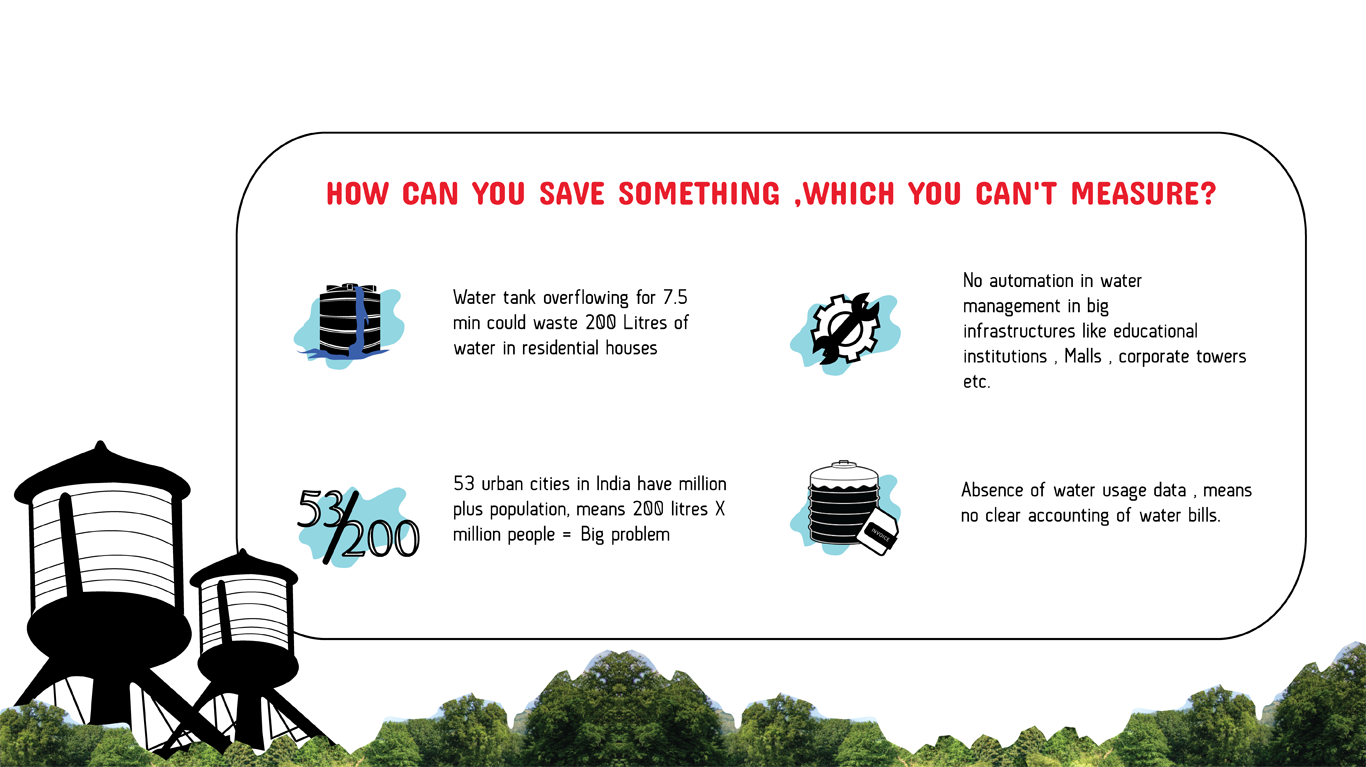 HOW CAN YOU SAVE SOMETHING ,WHICH YOU CAN'T MEASURE?
Water tank overflowing for 7.5
min could waste 200 Litres of
water in residential houses
No automation in water
management in big
infrastructures like educational
institutions , Malls , corporate towers
etc.
53/200
53 urban cities in India have million
plus population, means 200 litres X
million people = Big problem
INVOICE
Absence of water usage data , means
no clear accounting of water bills.